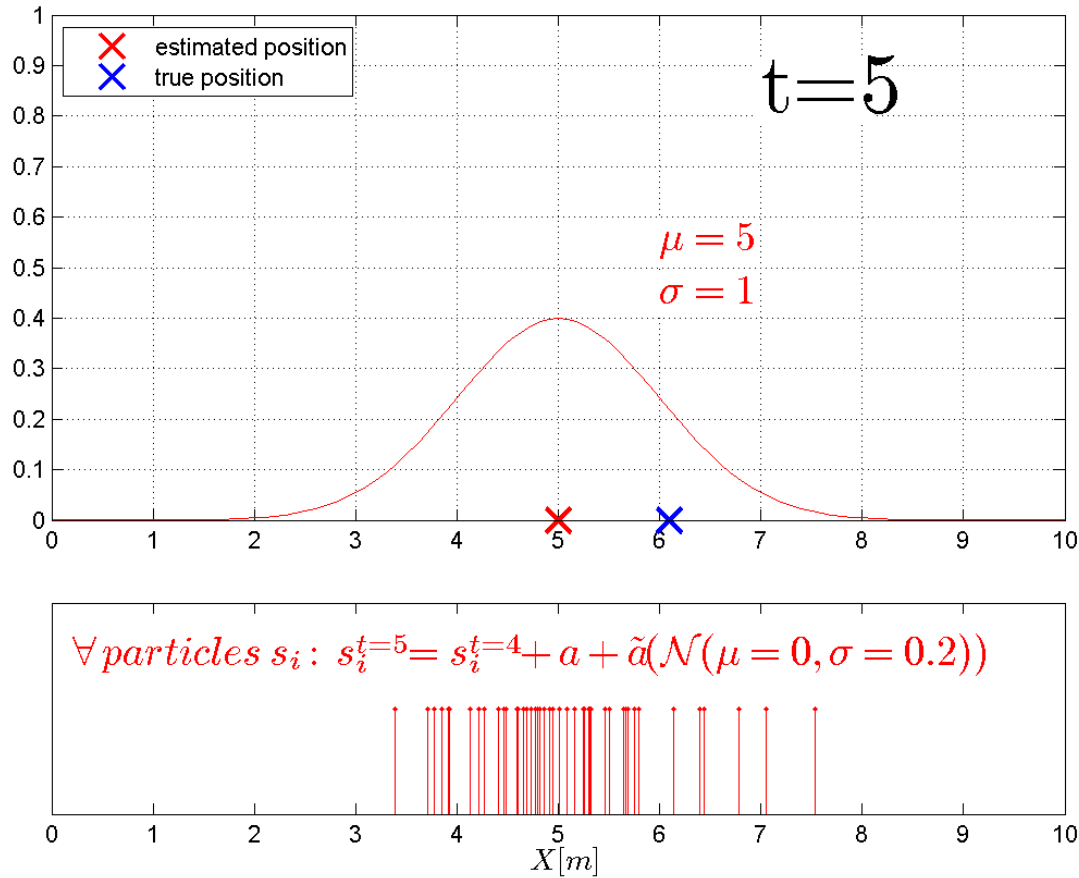 1
0.9
0.8
0.7
0.6
0.5
0.4
0.3
0.2
0.1
0
estimated position
true position
t=5
μ = 5
σ = 1
0 1 2 3 4 5 6 7 8 9 10
∀ particles s_i : s_i^{t=5} = s_i^{t=4} + a + ã(𝒩(μ = 0, σ = 0.2))
0 1 2 3 4 5 6 7 8 9 10
X[m]